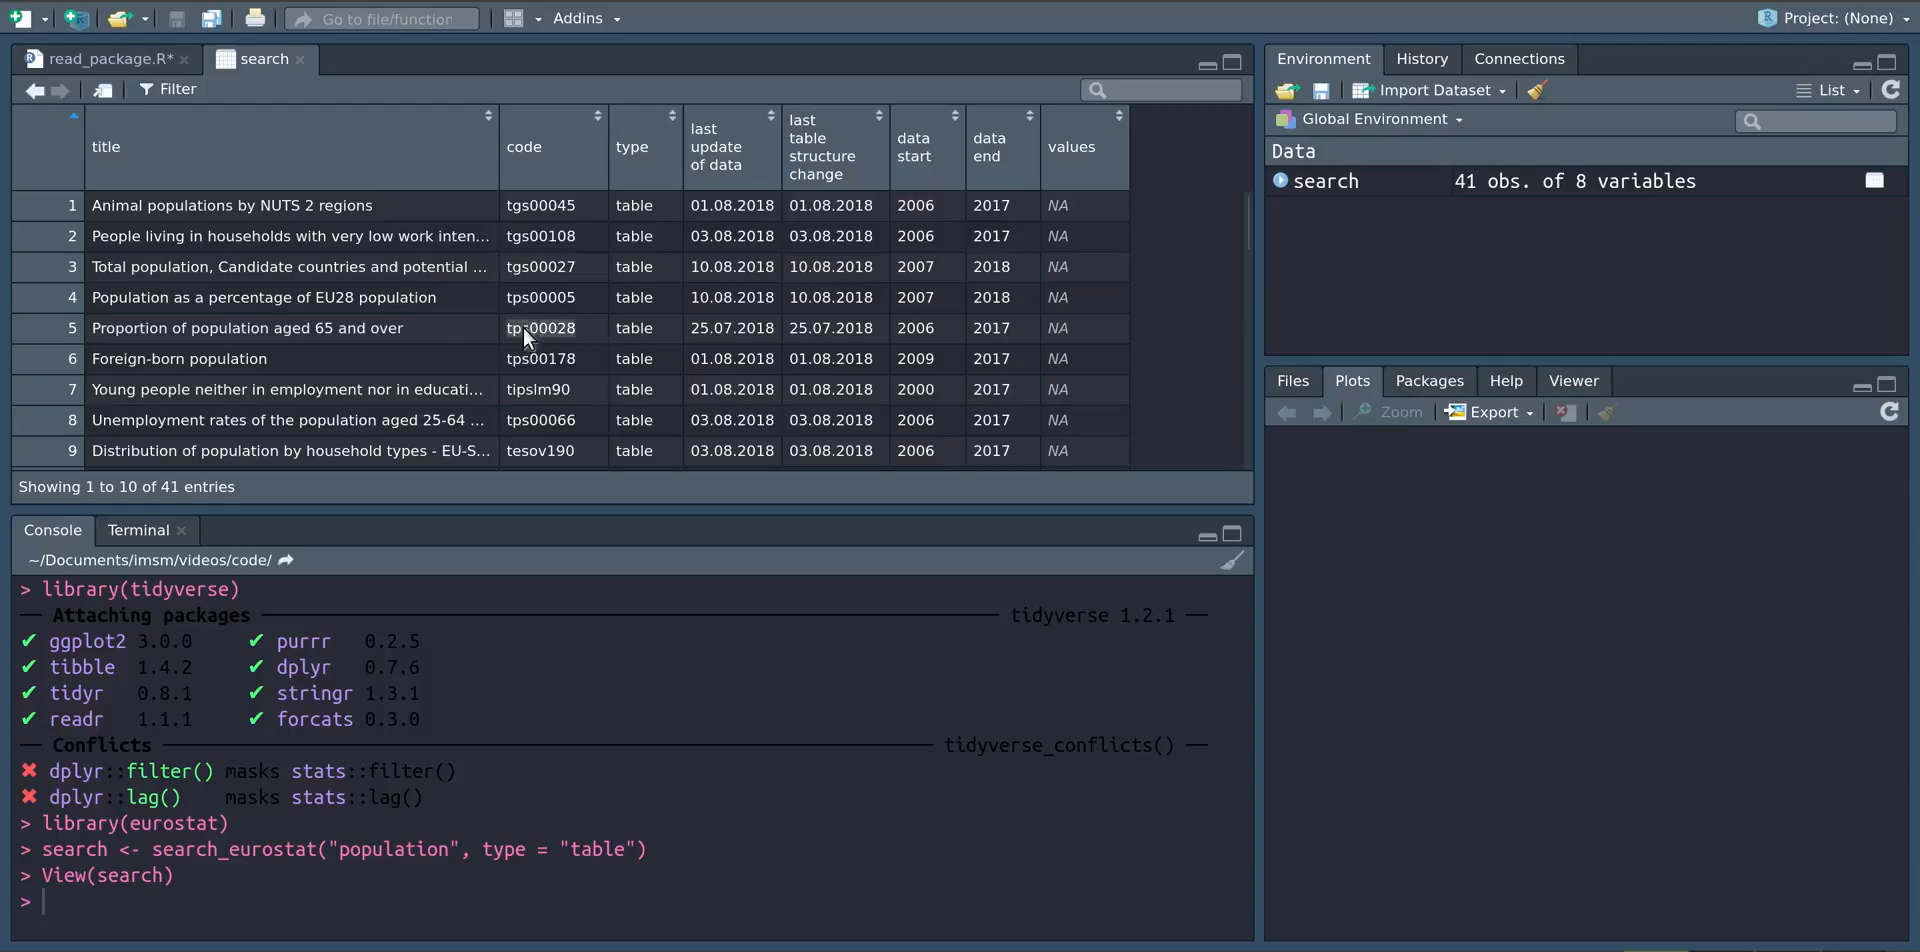 Go to file/function
Addins
Project: (None)
read_package.R*
search
Filter
title code type last update of data last table structure change data start data end values
1 Animal populations by NUTS 2 regions tgs00045 table 01.08.2018 01.08.2018 2006 2017 NA
2 People living in households with very low work inten... tgs00108 table 03.08.2018 03.08.2018 2006 2017 NA
3 Total population, Candidate countries and potential ... tgs00027 table 10.08.2018 10.08.2018 2007 2018 NA
4 Population as a percentage of EU28 population tps00005 table 10.08.2018 10.08.2018 2007 2018 NA
5 Proportion of population aged 65 and over tps00028 table 25.07.2018 25.07.2018 2006 2017 NA
6 Foreign-born population tps00178 table 01.08.2018 01.08.2018 2009 2017 NA
7 Young people neither in employment nor in educati... tipslm90 table 01.08.2018 01.08.2018 2000 2017 NA
8 Unemployment rates of the population aged 25-64 ... tps00066 table 03.08.2018 03.08.2018 2006 2017 NA
9 Distribution of population by household types - EU-S... tesov190 table 03.08.2018 03.08.2018 2006 2017 NA
Showing 1 to 10 of 41 entries
Console Terminal
~/Documents/imsm/videos/code/
> library(tidyverse)
── Attaching packages ── tidyverse 1.2.1 ──
✔ ggplot2 3.0.0 ✔ purrr 0.2.5
✔ tibble 1.4.2 ✔ dplyr 0.7.6
✔ tidyr 0.8.1 ✔ stringr 1.3.1
✔ readr 1.1.1 ✔ forcats 0.3.0
── Conflicts ── tidyverse_conflicts() ──
✖ dplyr::filter() masks stats::filter()
✖ dplyr::lag() masks stats::lag()
> library(eurostat)
> search <- search_eurostat("population", type = "table")
> View(search)
>
Environment History Connections
Import Dataset List
Global Environment
Data
search 41 obs. of 8 variables
Files Plots Packages Help Viewer
Zoom Export